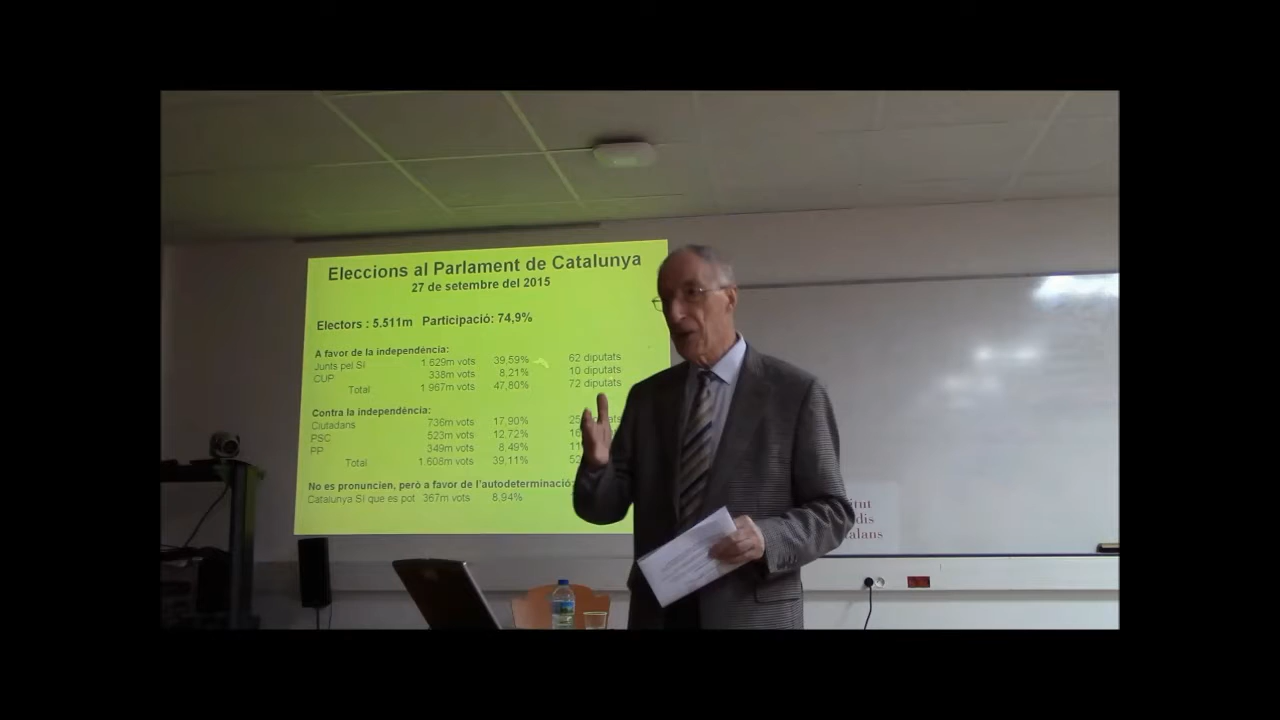 Eleccions al Parlament de Catalunya
27 de setembre del 2015
Electors : 5.511m Participació: 74,9%
A favor de la independència:
Junts pel Sí 1.629m vots 39,59% 62 diputats
CUP 338m vots 8,21% 10 diputats
Total 1.967m vots 47,80% 72 diputats
Contra la independència:
Ciutadans 736m vots 17,90% 25
PSC 523m vots 12,72% 16
PP 349m vots 8,49% 11
Total 1.608m vots 39,11% 52
No es pronuncien, però a favor de l'autodeterminació:
Catalunya Sí que es pot 367m vots 8,94%